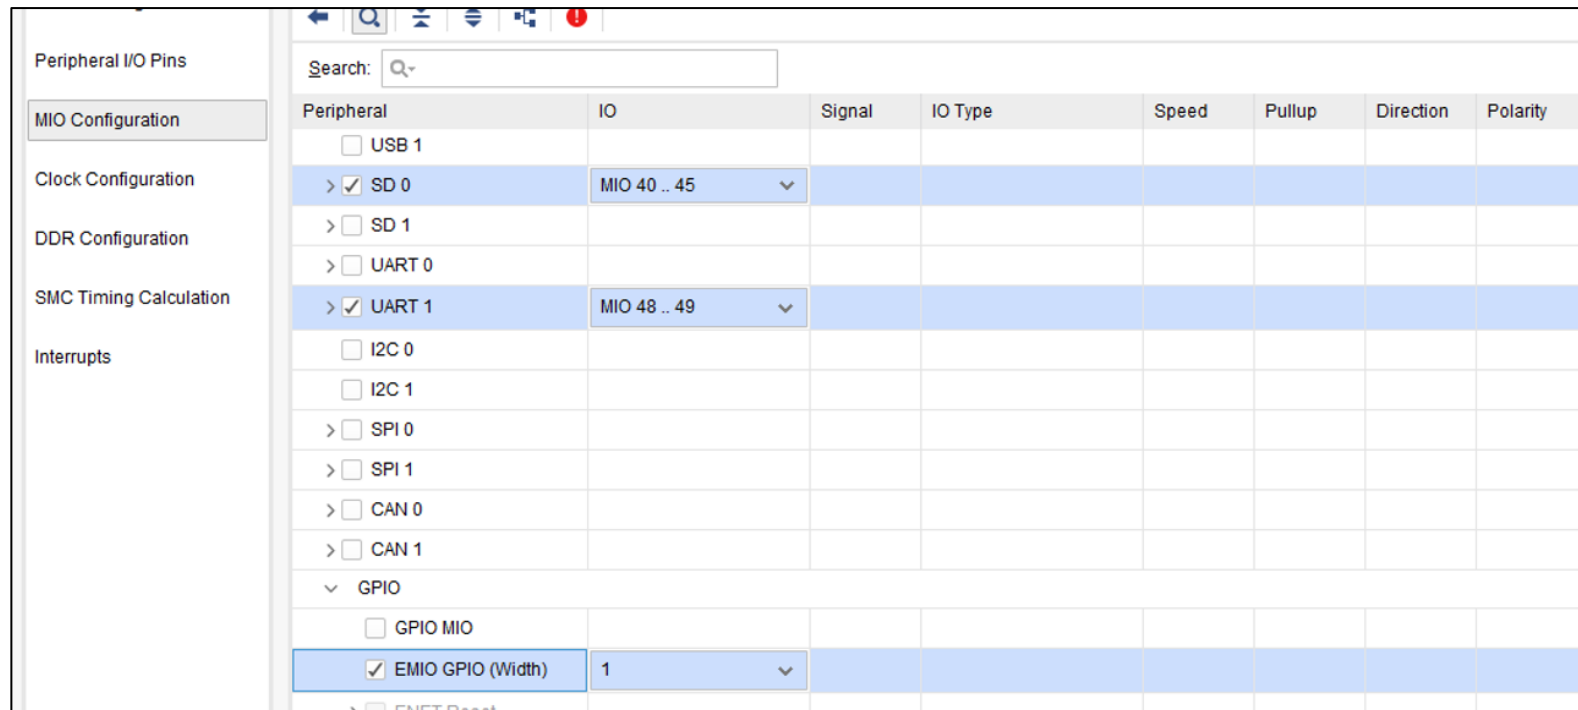 Peripheral I/O Pins
MIO Configuration
Clock Configuration
DDR Configuration
SMC Timing Calculation
Interrupts
Search:
Peripheral IO Signal IO Type Speed Pullup Direction Polarity
USB 1
SD 0 MIO 40 .. 45
SD 1
UART 0
UART 1 MIO 48 .. 49
I2C 0
I2C 1
SPI 0
SPI 1
CAN 0
CAN 1
GPIO
GPIO MIO
EMIO GPIO (Width) 1
ENET Reset